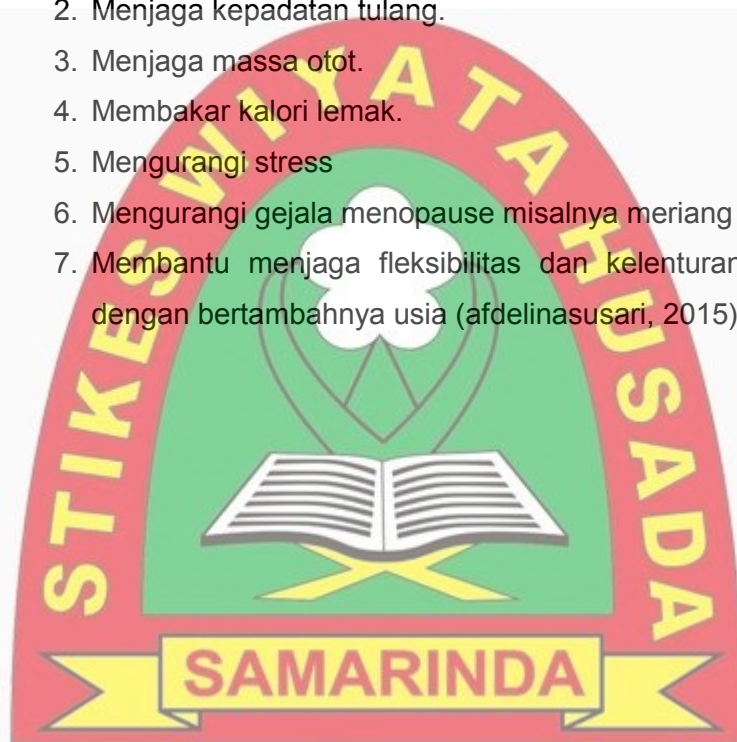 2. Menjaga kepadatan tulang.
3. Menjaga massa otot.
4. Membakar kalori lemak.
5. Mengurangi stress
6. Mengurangi gejala menopause misalnya meriang
7. Membantu menjaga fleksibilitas dan kelenturan
dengan bertambahnya usia (afdelinasusari, 2015)
STIKES WIYATA HUSADA
SAMARINDA